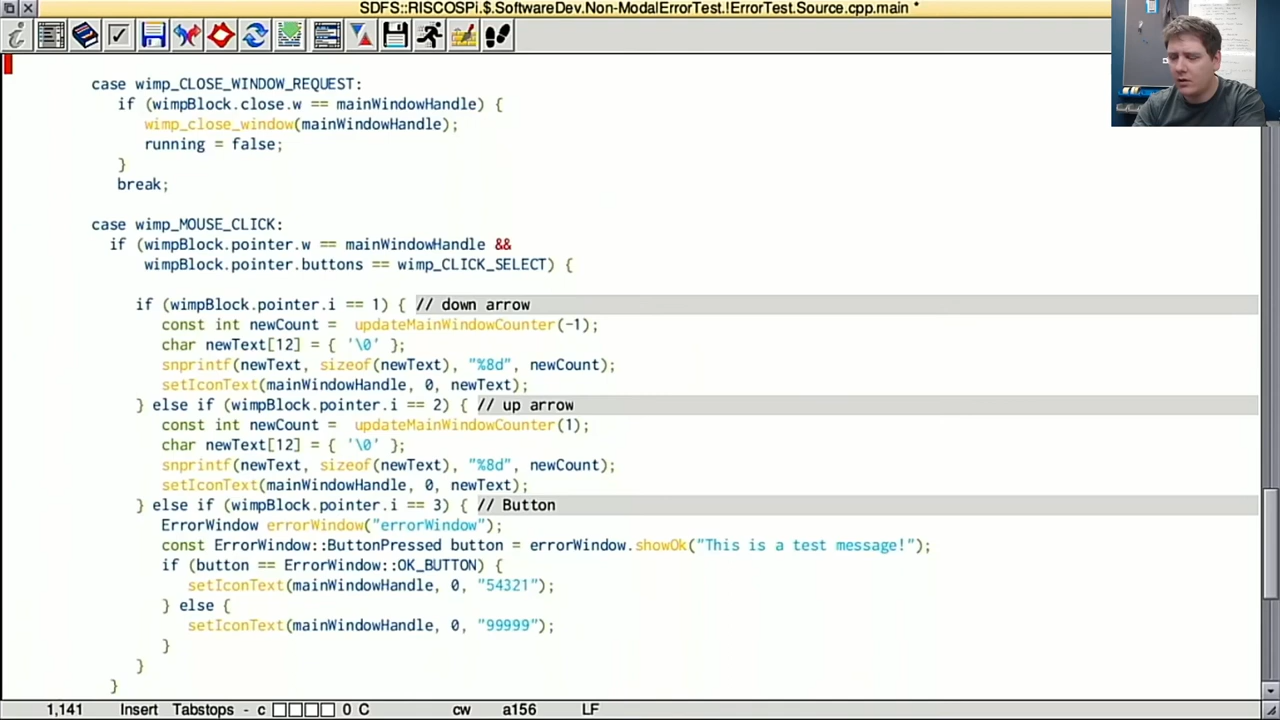 SDFS::RISCOSPi.$.SoftwareDev.Non-ModalErrorTest.!ErrorTest.Source.cpp.main *
case wimp_CLOSE_WINDOW_REQUEST:
if (wimpBlock.close.w == mainWindowHandle) {
wimp_close_window(mainWindowHandle);
running = false;
}
break;
case wimp_MOUSE_CLICK:
if (wimpBlock.pointer.w == mainWindowHandle &&
wimpBlock.pointer.buttons == wimp_CLICK_SELECT) {
if (wimpBlock.pointer.i == 1) { // down arrow
const int newCount =  updateMainWindowCounter(-1);
char newText[12] = { '\0' };
snprintf(newText, sizeof(newText), "%8d", newCount);
setIconText(mainWindowHandle, 0, newText);
} else if (wimpBlock.pointer.i == 2) { // up arrow
const int newCount =  updateMainWindowCounter(1);
char newText[12] = { '\0' };
snprintf(newText, sizeof(newText), "%8d", newCount);
setIconText(mainWindowHandle, 0, newText);
} else if (wimpBlock.pointer.i == 3) { // Button
ErrorWindow errorWindow("errorWindow");
const ErrorWindow::ButtonPressed button = errorWindow.showOk("This is a test message!");
if (button == ErrorWindow::OK_BUTTON) {
setIconText(mainWindowHandle, 0, "54321");
} else {
setIconText(mainWindowHandle, 0, "99999");
}
}
}
1,141 Insert Tabstops - c 0 C cw a156 LF